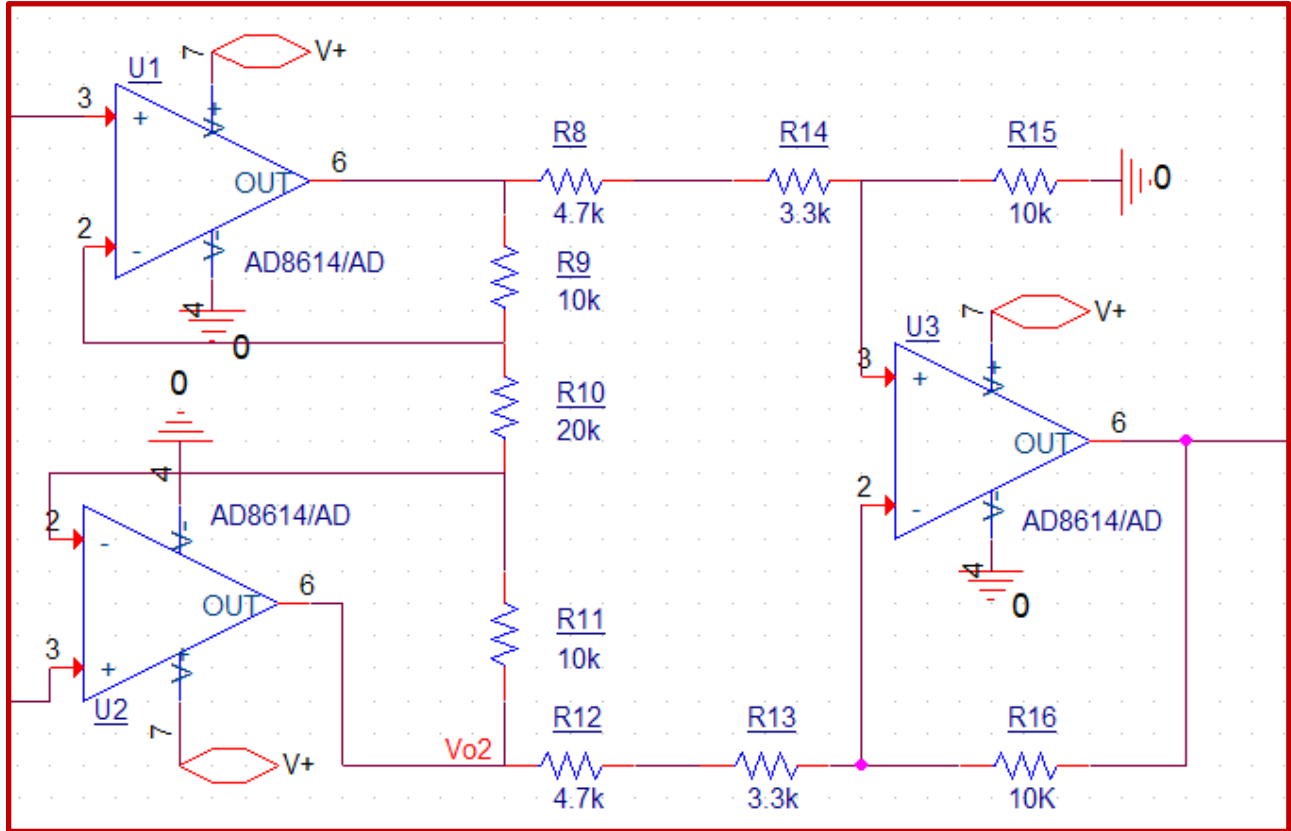 7
V+
U1
3
+
V+
OUT
6
2
-
V-
AD8614/AD
4
0
R8
4.7k
R14
3.3k
R15
10k
0
R9
10k
7
V+
U3
3
+
V+
OUT
6
2
-
V-
AD8614/AD
4
0
0
R10
20k
4
2
-
V-
AD8614/AD
OUT
6
3
+
V+
U2
7
V+
R11
10k
Vo2
R12
4.7k
R13
3.3k
R16
10K